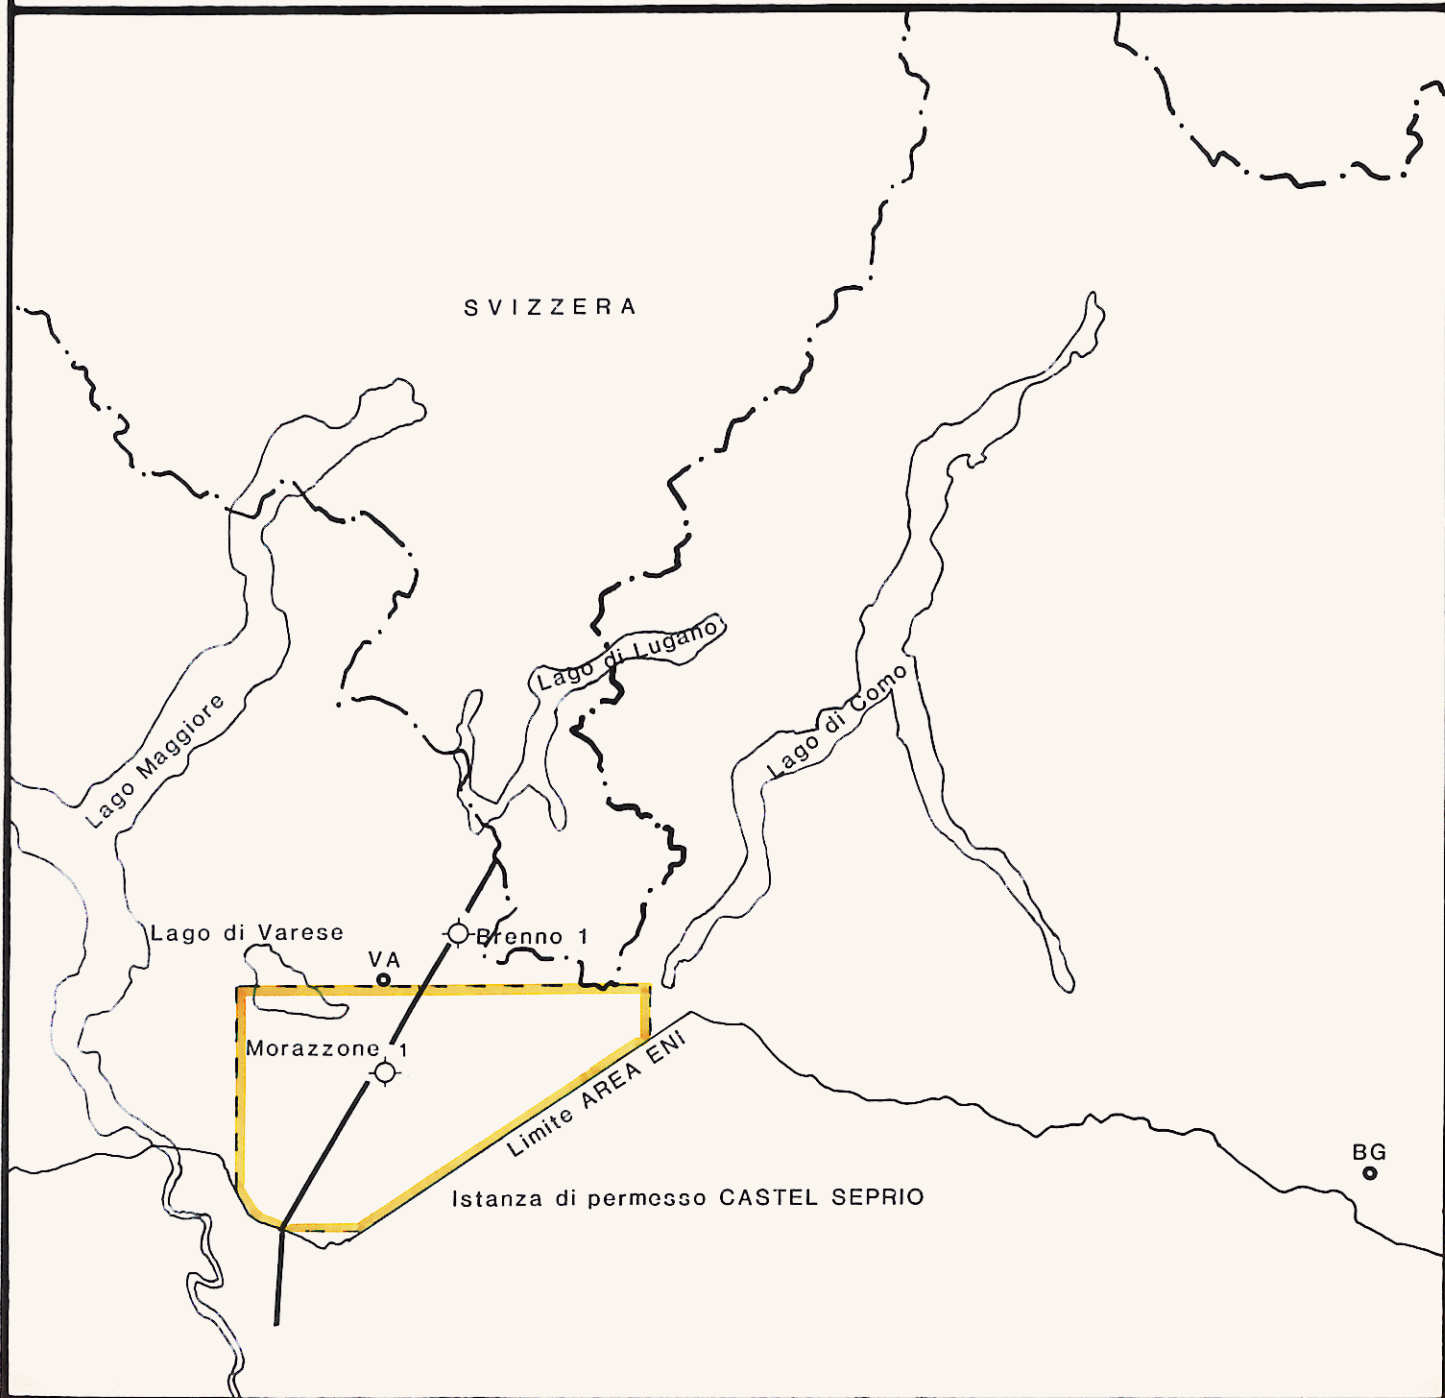 SVIZZERA
Lago di Lugano
Lago di Como
Lago Maggiore
Lago di Varese
Brenno 1
VA
Morazzone 1
Limite AREA ENI
BG
Istanza di permesso CASTEL SEPRIO